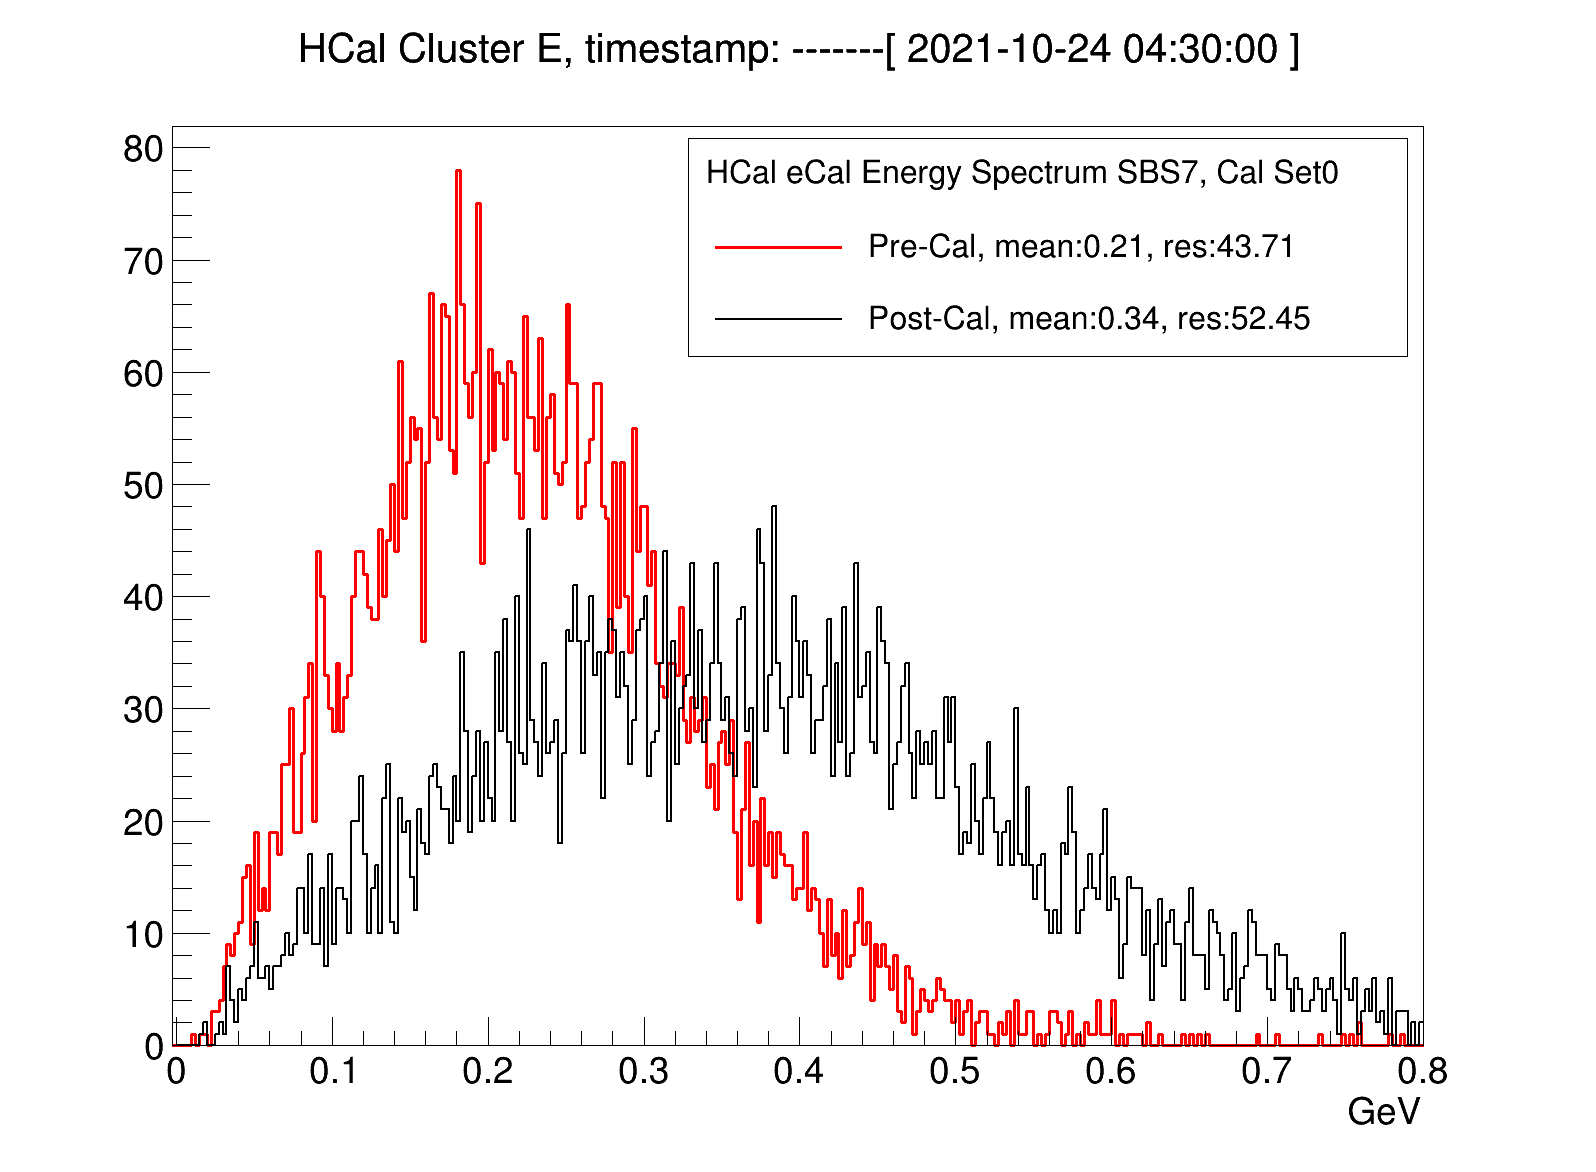 HCal Cluster E, timestamp: -------[ 2021-10-24 04:30:00 ]
HCal eCal Energy Spectrum SBS7, Cal Set0
Pre-Cal, mean:0.21, res:43.71
Post-Cal, mean:0.34, res:52.45
80
70
60
50
40
30
20
10
0
0 0.1 0.2 0.3 0.4 0.5 0.6 0.7 0.8
GeV